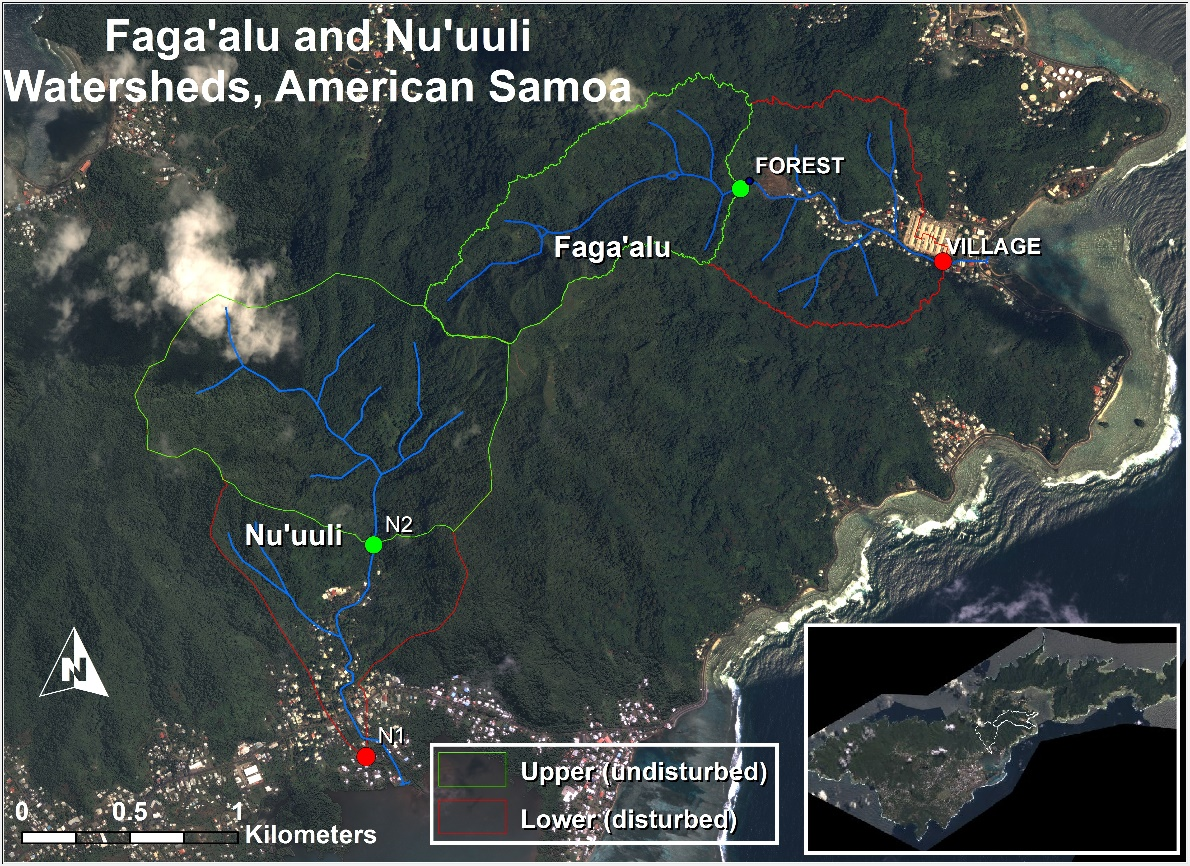 Faga'alu and Nu'uuli
Watersheds, American Samoa
FOREST
Faga'alu
VILLAGE
N2
Nu'uuli
N
N1
Upper (undisturbed)
Lower (disturbed)
0 0.5 1
Kilometers